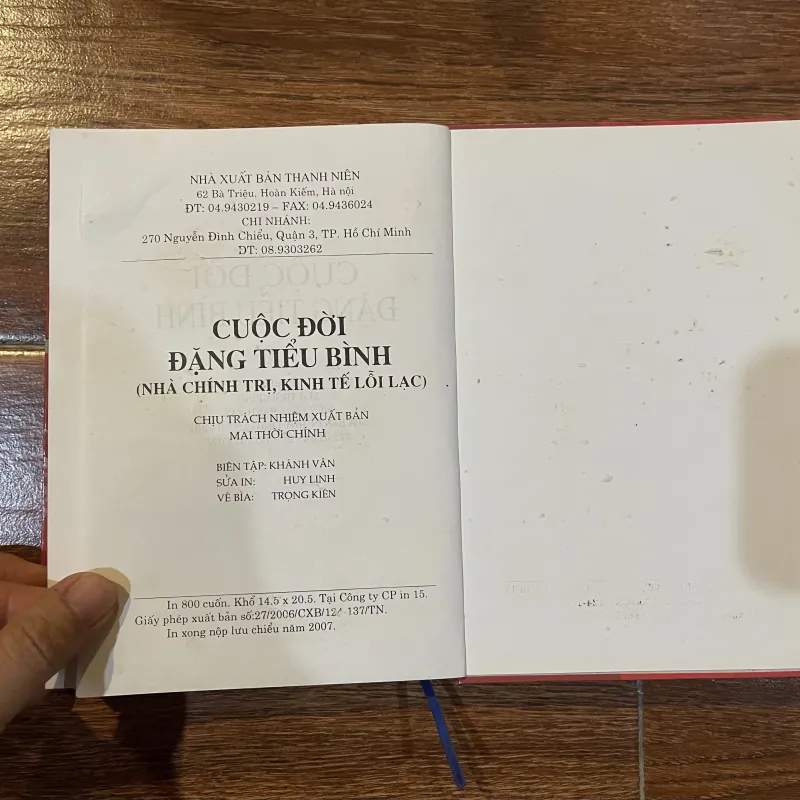 NHÀ XUẤT BẢN THANH NIÊN
62 Bà Triệu, Hoàn Kiếm, Hà nội
ĐT: 04.9430219 – FAX: 04.9436024
CHI NHÁNH:
270 Nguyễn Đình Chiểu, Quận 3, TP. Hồ Chí Minh
ĐT: 08.9303262
CUỘC ĐỜI
ĐẶNG TIỂU BÌNH
(NHÀ CHÍNH TRỊ, KINH TẾ LỖI LẠC)
CHỊU TRÁCH NHIỆM XUẤT BẢN
MAI THỜI CHÍNH
BIÊN TẬP: KHÁNH VÂN
SỬA IN: HUY LINH
VẼ BÌA: TRỌNG KIÊN
In 800 cuốn. Khổ 14.5 x 20.5. Tại Công ty CP in 15.
Giấy phép xuất bản số:27/2006/CXB/124-137/TN.
In xong nộp lưu chiểu năm 2007.